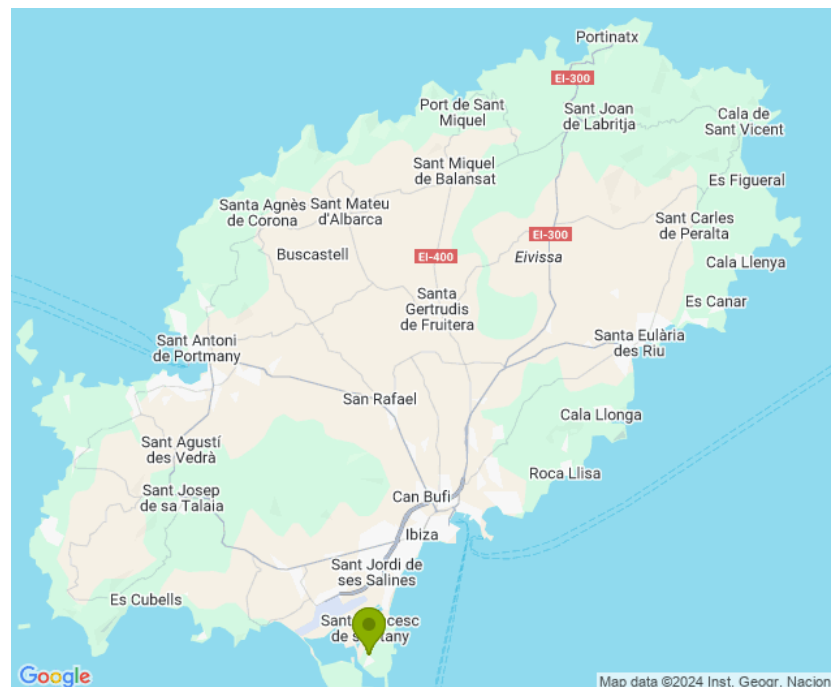 Portinatx
EI-300
Port de Sant
Miquel
Sant Joan
de Labritja
Cala de
Sant Vicent
Sant Miquel
de Balansat
Es Figueral
Santa Agnès
de Corona
Sant Mateu
d'Albarca
Sant Carles
de Peralta
EI-300
Buscastell
EI-400
Eivissa
Cala Llenya
Santa
Gertrudis
de Fruitera
Es Canar
Sant Antoni
de Portmany
Santa Eulària
des Riu
San Rafael
Cala Llonga
Sant Agustí
des Vedrà
Roca Llisa
Sant Josep
de sa Talaia
Can Bufí
Ibiza
Sant Jordi de
ses Salines
Es Cubells
Sant
de s
Google
Map data ©2024 Inst. Geogr. Nacion